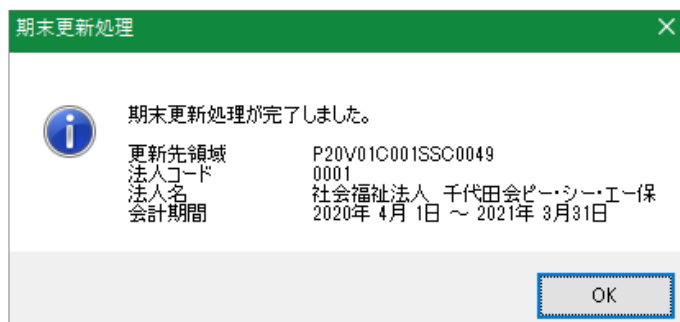 期末更新処理
期末更新処理が完了しました。
更新先領域 P20V01C001SSC0049
法人コード 0001
法人名 社会福祉法人 千代田会ピー・シー・エー保
会計期間 2020年 4月 1日 ～ 2021年 3月31日
OK